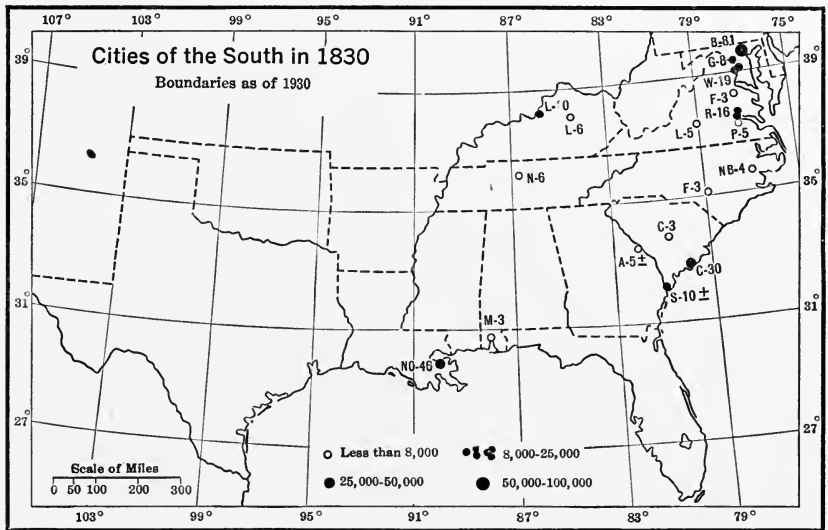 107° 103° 99° 95° 91° 87° 83° 79° 75°
Cities of the South in 1830
Boundaries as of 1930
39°
35°
31°
27°
B-81
G-8
W-19
F-3
R-16
L-5
P-5
L-10
L-6
N-6
NB-4
F-3
C-3
A-5±
C-30
S-10±
M-3
NO-46
39°
35°
31°
27°
Less than 8,000
8,000-25,000
25,000-50,000
50,000-100,000
Scale of Miles
0 50 100 200 300
103° 99° 95° 91° 87° 83° 79°